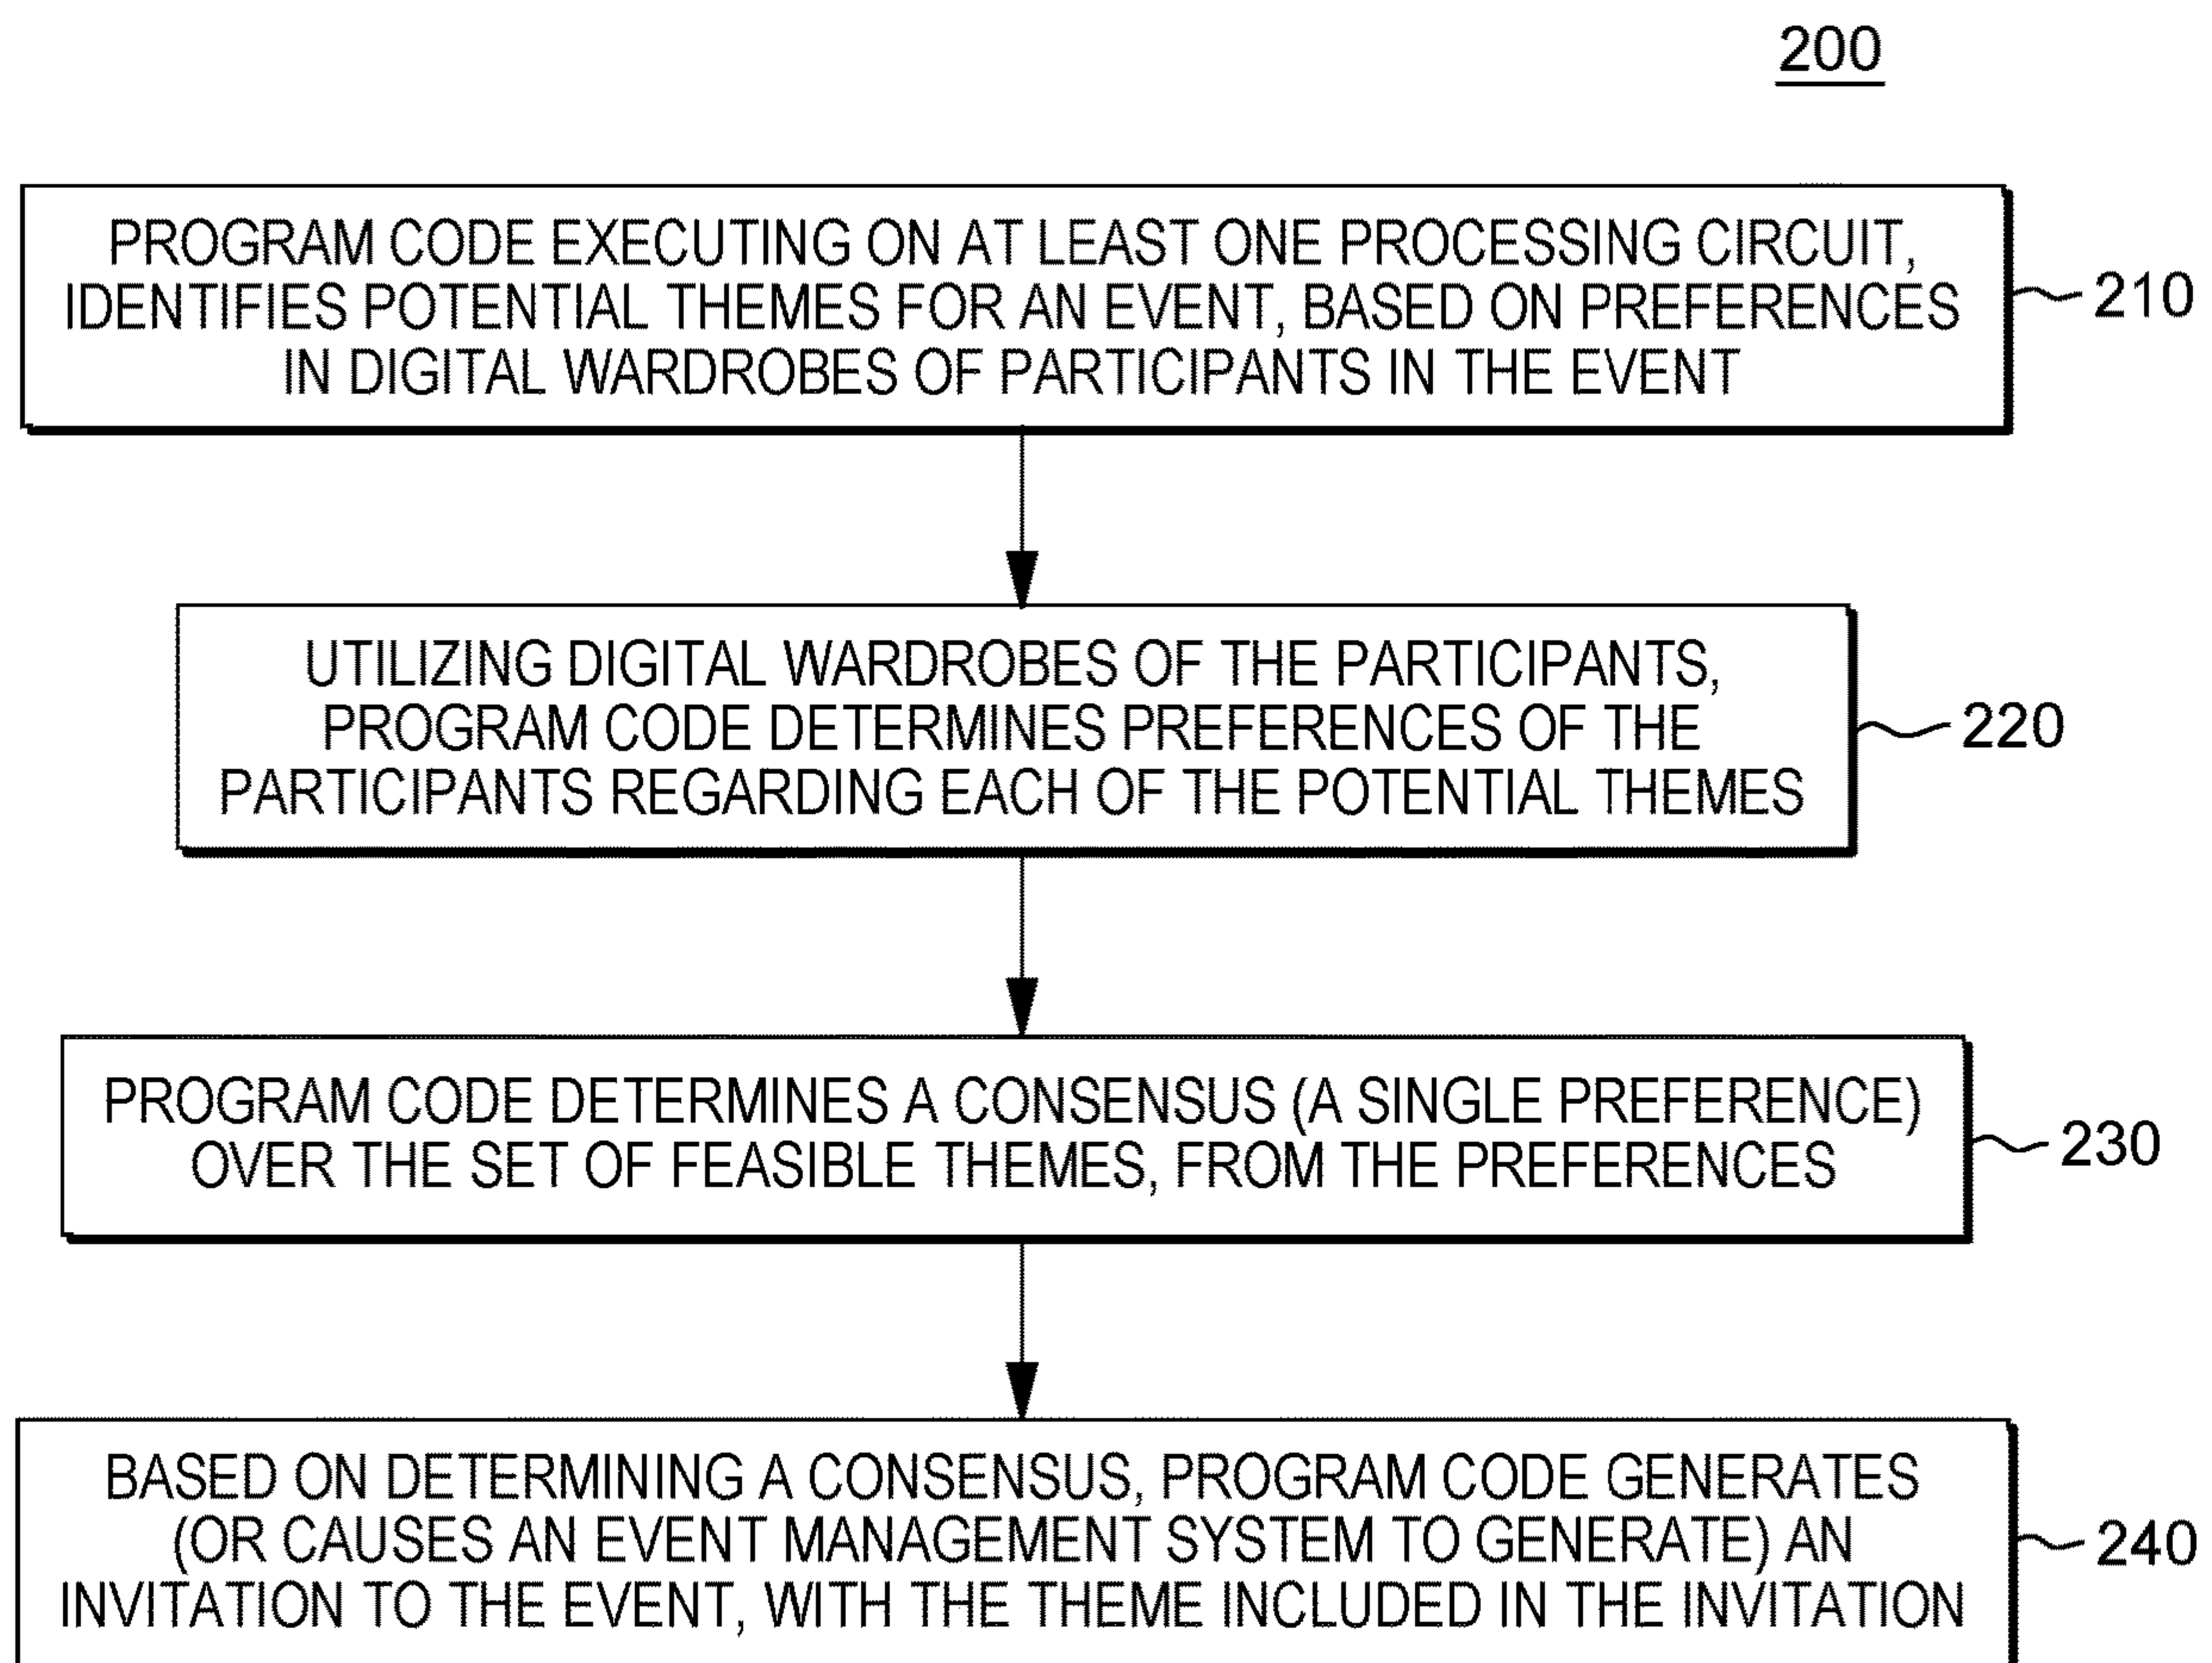 200
PROGRAM CODE EXECUTING ON AT LEAST ONE PROCESSING CIRCUIT,
IDENTIFIES POTENTIAL THEMES FOR AN EVENT, BASED ON PREFERENCES
IN DIGITAL WARDROBES OF PARTICIPANTS IN THE EVENT
210
UTILIZING DIGITAL WARDROBES OF THE PARTICIPANTS,
PROGRAM CODE DETERMINES PREFERENCES OF THE
PARTICIPANTS REGARDING EACH OF THE POTENTIAL THEMES
220
PROGRAM CODE DETERMINES A CONSENSUS (A SINGLE PREFERENCE)
OVER THE SET OF FEASIBLE THEMES, FROM THE PREFERENCES
230
BASED ON DETERMINING A CONSENSUS, PROGRAM CODE GENERATES
(OR CAUSES AN EVENT MANAGEMENT SYSTEM TO GENERATE) AN
INVITATION TO THE EVENT, WITH THE THEME INCLUDED IN THE INVITATION
240